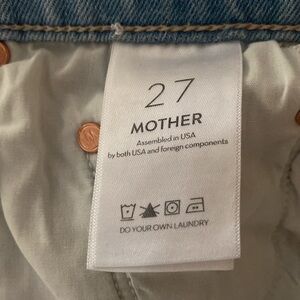 27
MOTHER
Assembled in USA
by both USA and foreign components
DO YOUR OWN LAUNDRY